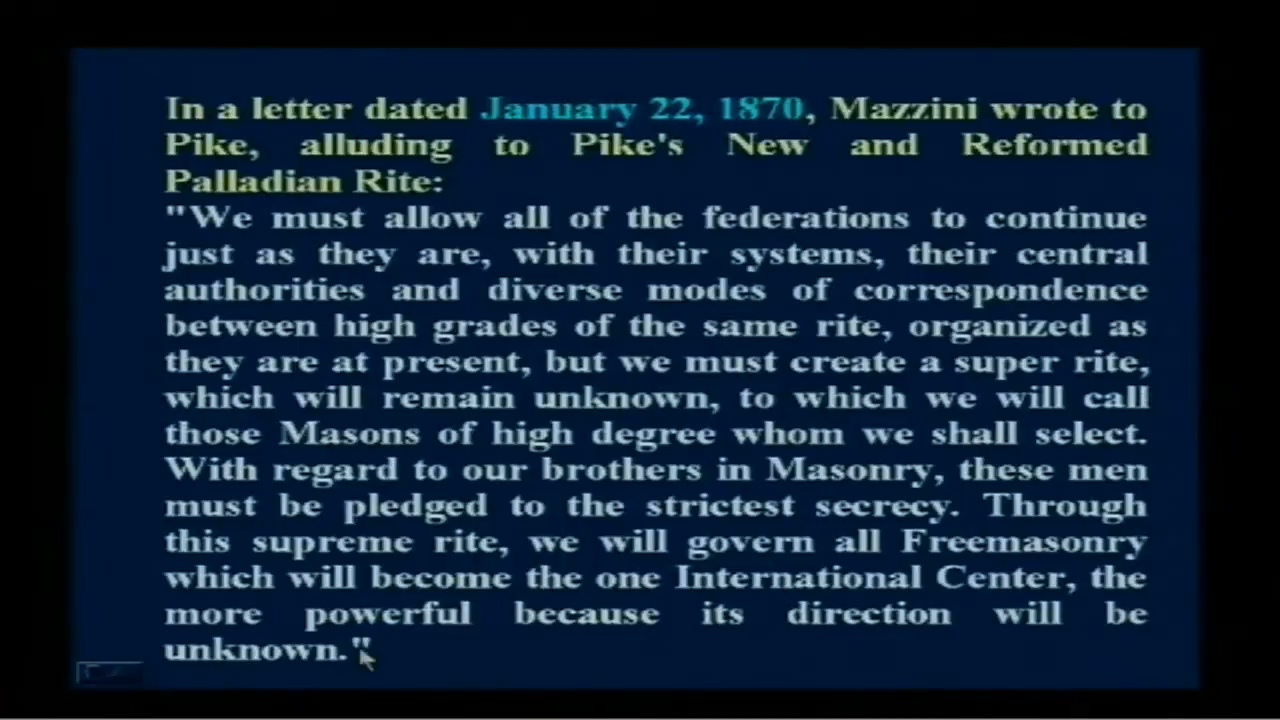 In a letter dated January 22, 1870, Mazzini wrote to
Pike, alluding to Pike's New and Reformed
Palladian Rite:
"We must allow all of the federations to continue
just as they are, with their systems, their central
authorities and diverse modes of correspondence
between high grades of the same rite, organized as
they are at present, but we must create a super rite,
which will remain unknown, to which we will call
those Masons of high degree whom we shall select.
With regard to our brothers in Masonry, these men
must be pledged to the strictest secrecy. Through
this supreme rite, we will govern all Freemasonry
which will become the one International Center, the
more powerful because its direction will be
unknown."